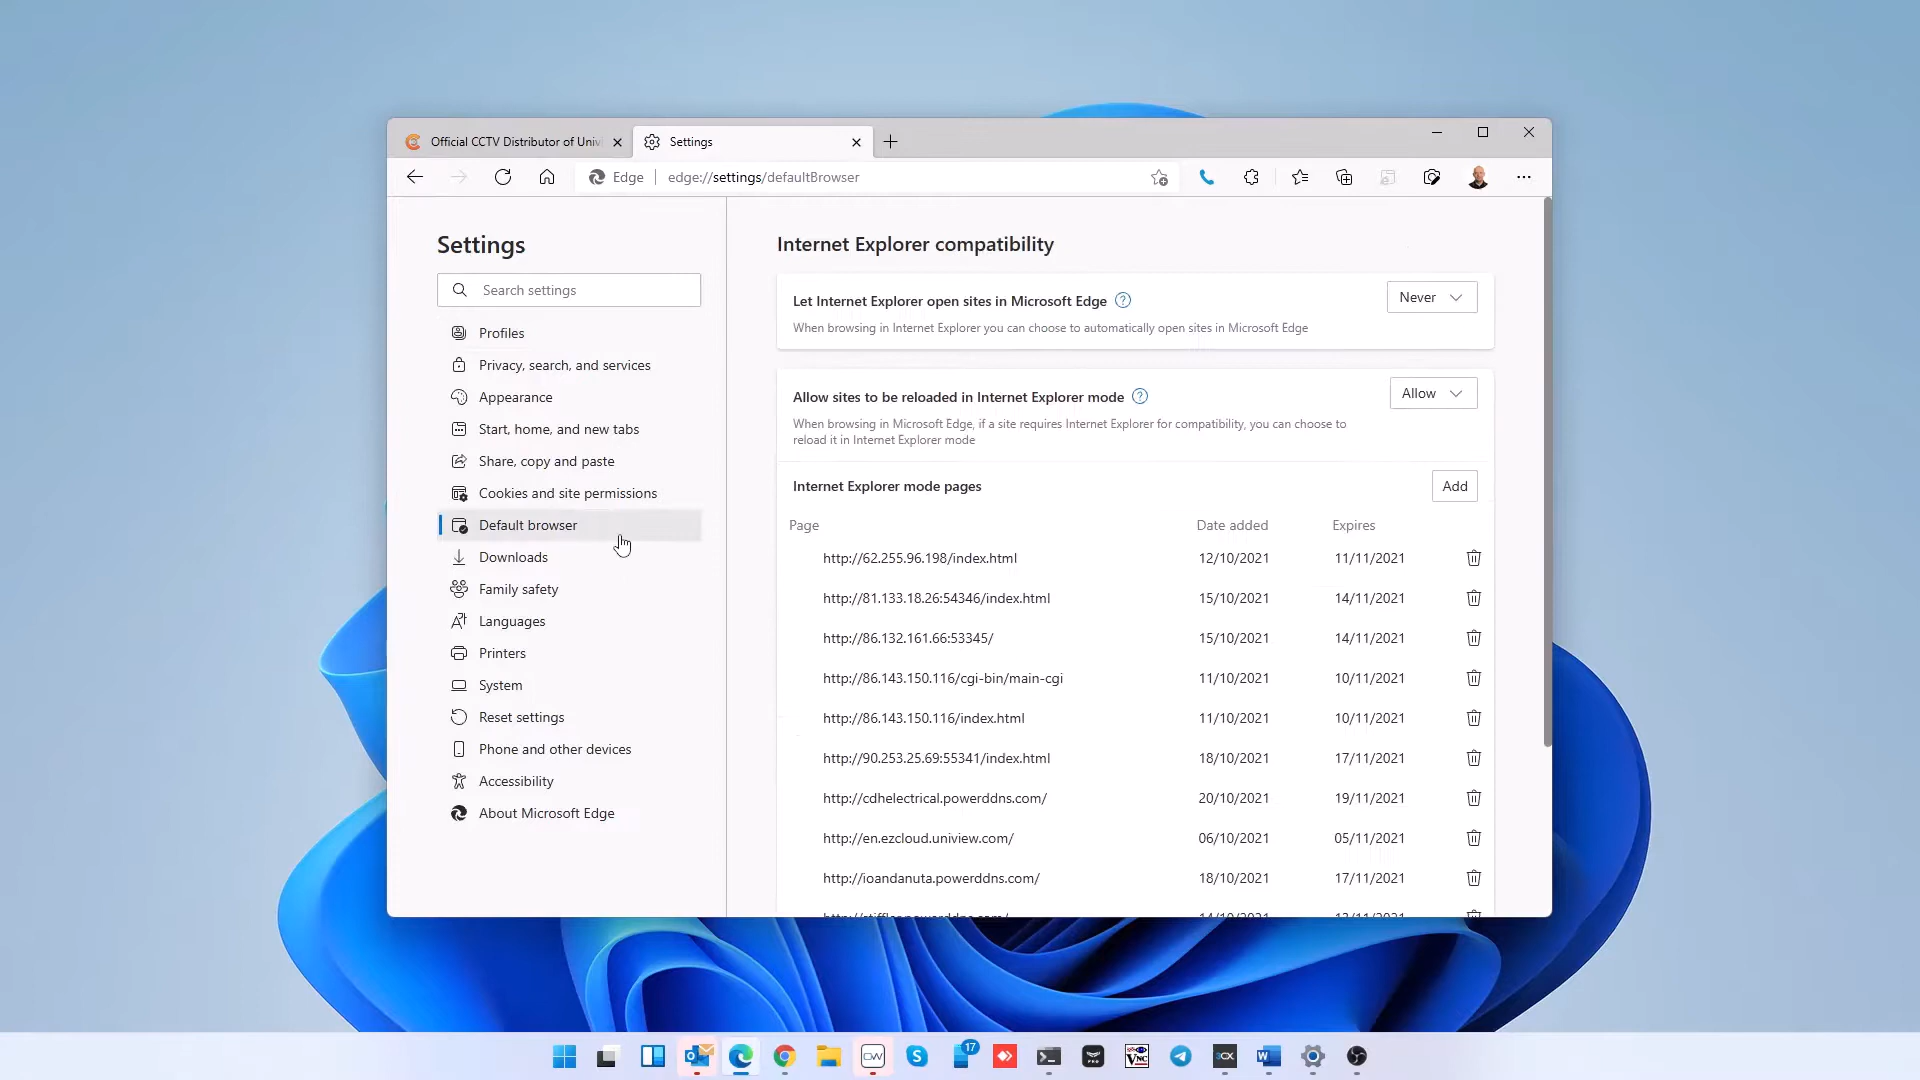 Official CCTV Distributor of Univ
Settings
Edge
edge://settings/defaultBrowser
Settings
Search settings
Profiles
Privacy, search, and services
Appearance
Start, home, and new tabs
Share, copy and paste
Cookies and site permissions
Default browser
Downloads
Family safety
Languages
Printers
System
Reset settings
Phone and other devices
Accessibility
About Microsoft Edge
Internet Explorer compatibility
Let Internet Explorer open sites in Microsoft Edge
Never
When browsing in Internet Explorer you can choose to automatically open sites in Microsoft Edge
Allow sites to be reloaded in Internet Explorer mode
Allow
When browsing in Microsoft Edge, if a site requires Internet Explorer for compatibility, you can choose to
reload it in Internet Explorer mode
Internet Explorer mode pages
Add
Page Date added Expires
http://62.255.96.198/index.html 12/10/2021 11/11/2021
http://81.133.18.26:54346/index.html 15/10/2021 14/11/2021
http://86.132.161.66:53345/ 15/10/2021 14/11/2021
http://86.143.150.116/cgi-bin/main-cgi 11/10/2021 10/11/2021
http://86.143.150.116/index.html 11/10/2021 10/11/2021
http://90.253.25.69:55341/index.html 18/10/2021 17/11/2021
http://cdhelectrical.powerddns.com/ 20/10/2021 19/11/2021
http://en.ezcloud.uniview.com/ 06/10/2021 05/11/2021
http://ioandanuta.powerddns.com/ 18/10/2021 17/11/2021
CW
17
PRO
VNC
3CX